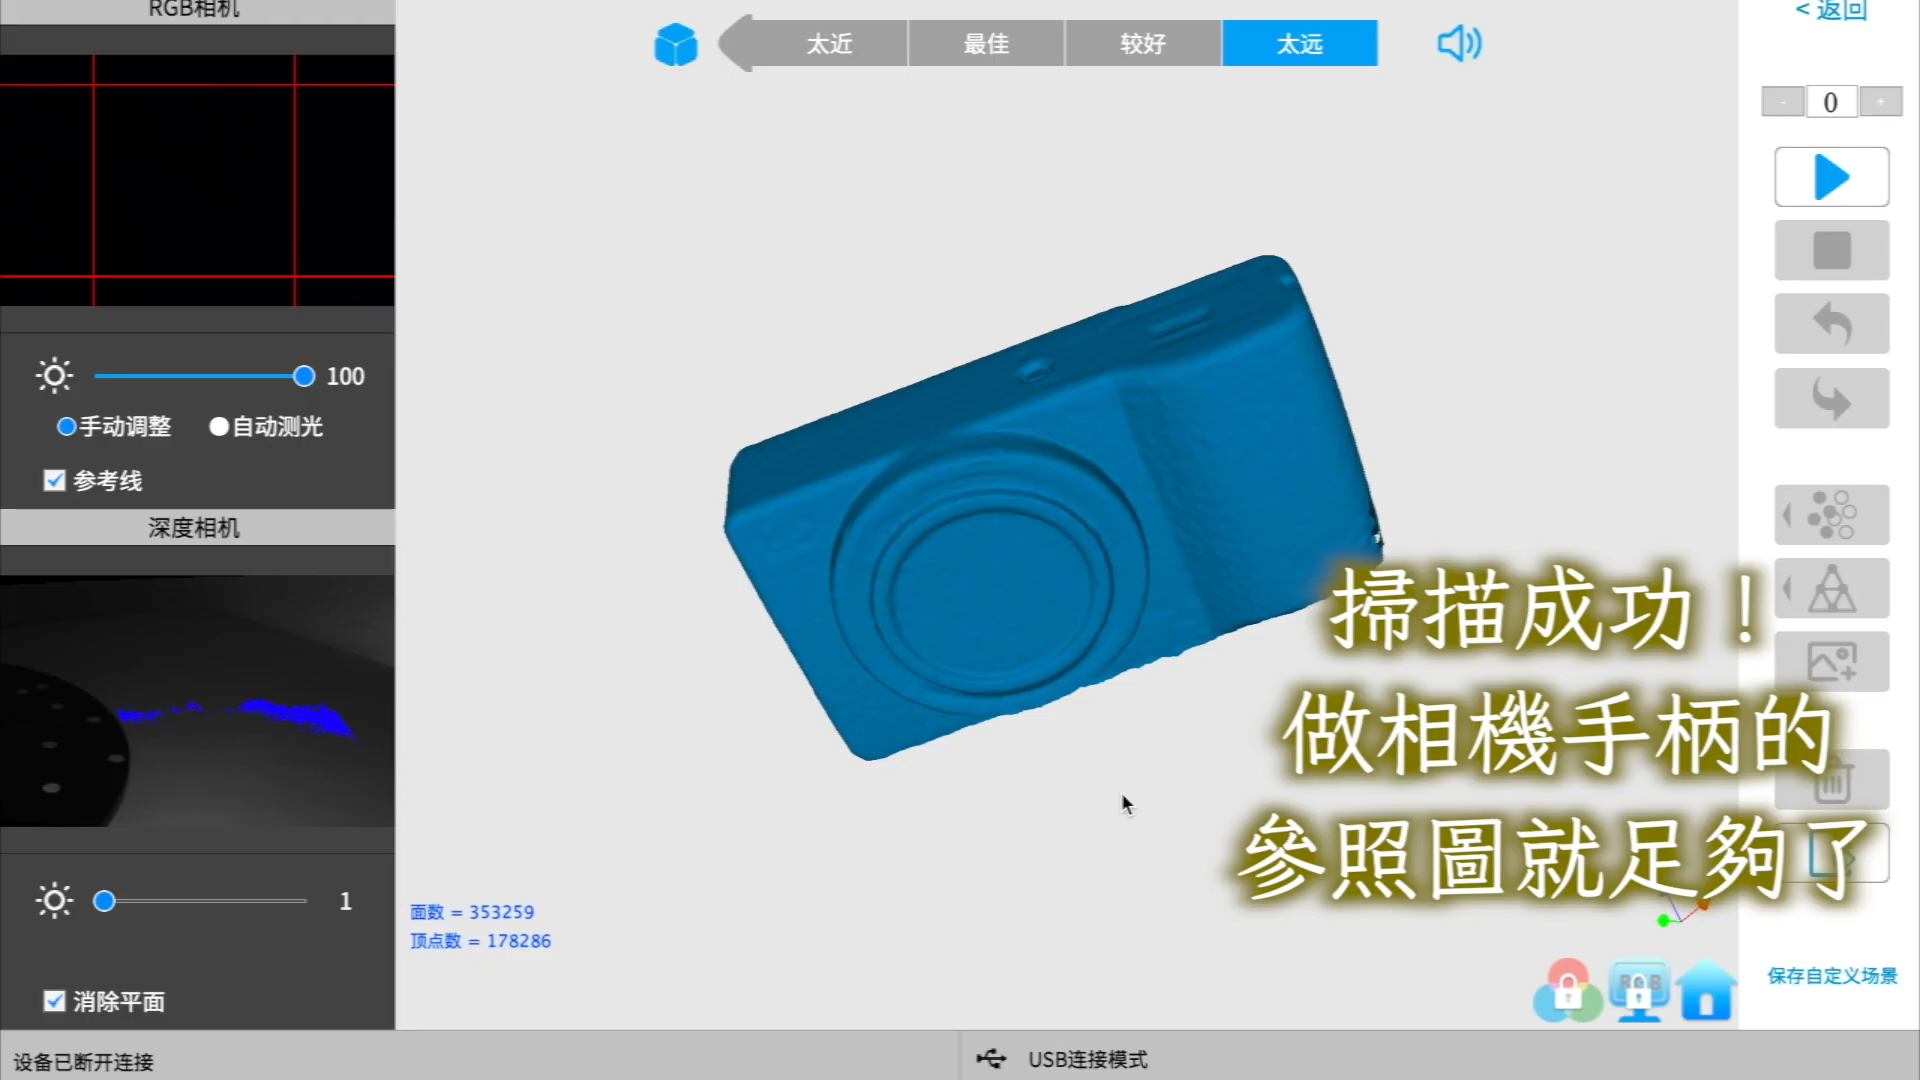 RGB相机
太近
最佳
较好
太远
< 返回
- 0 +
100
手动调整 自动测光
参考线
深度相机
1
消除平面
面数 = 353259
顶点数 = 178286
掃描成功！
做相機手柄的
參照圖就足夠了
RGB
保存自定义场景
设备已断开连接
USB连接模式